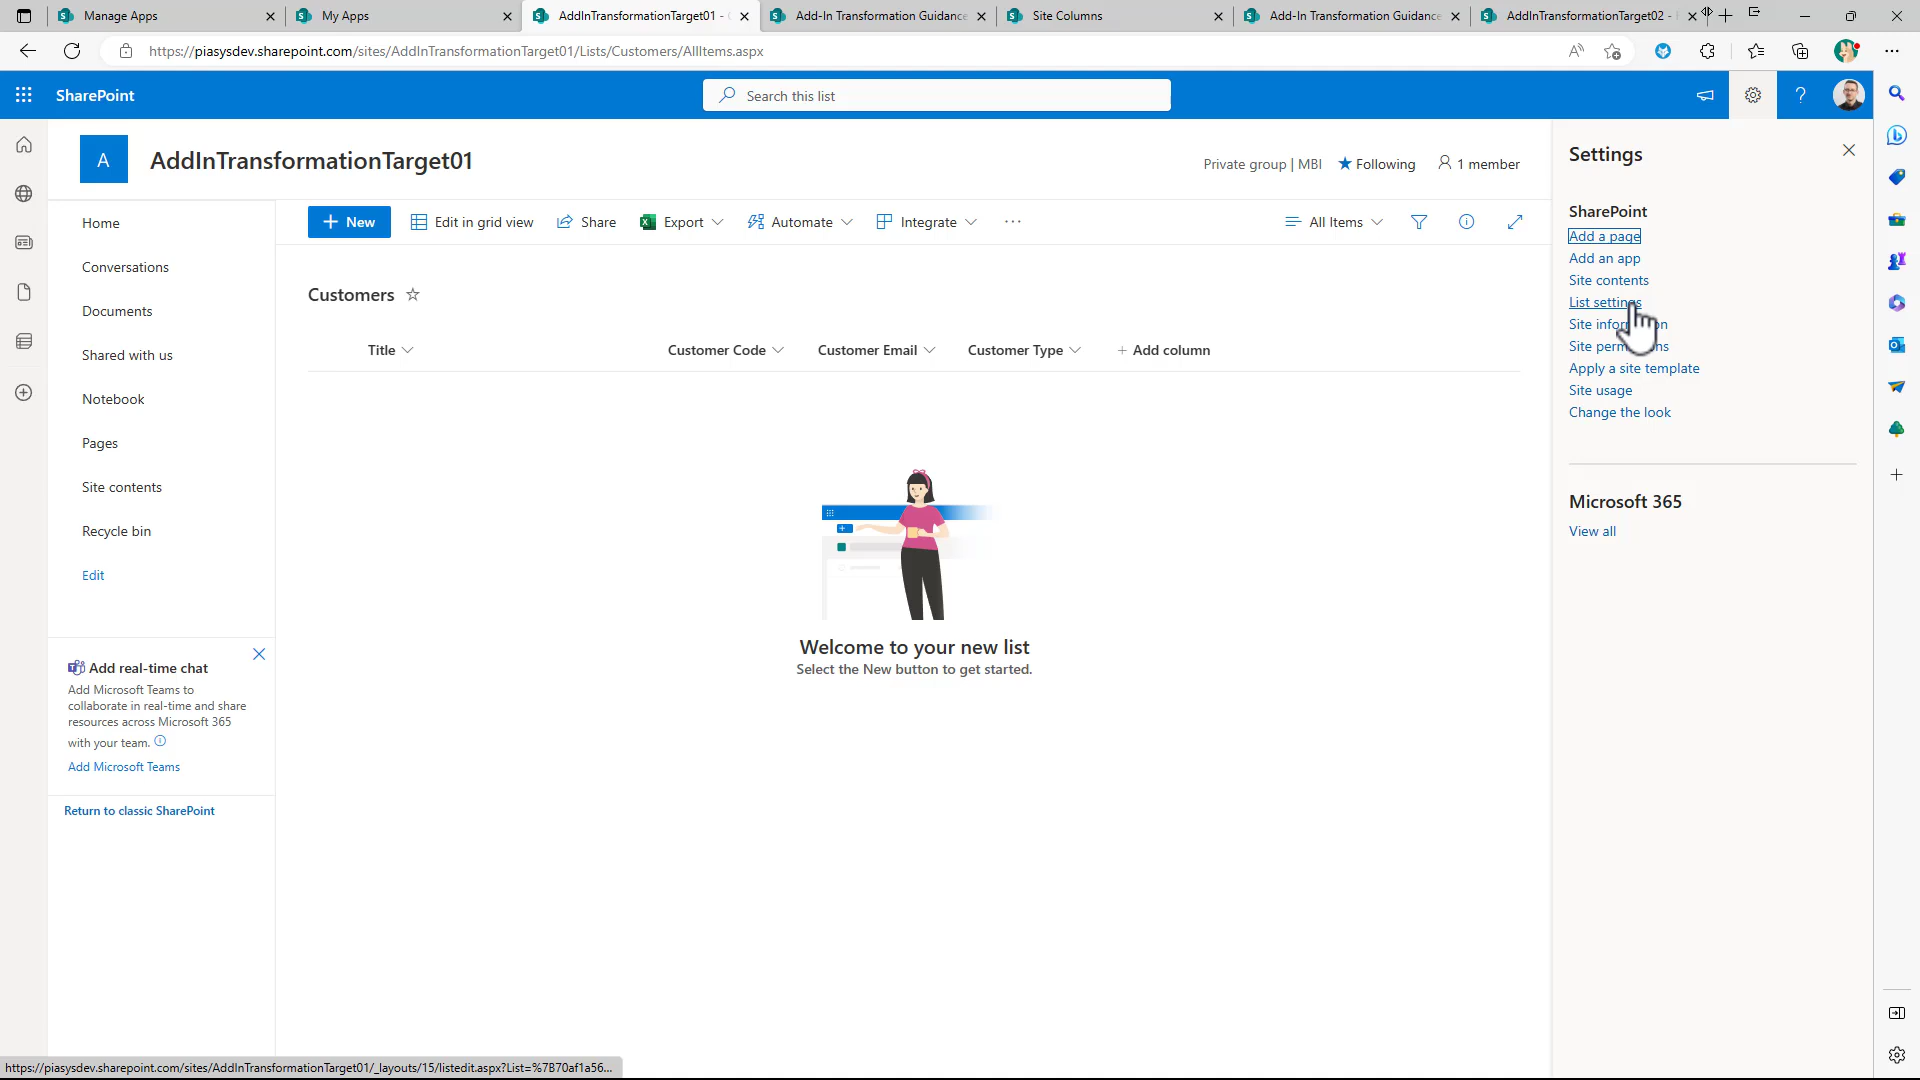 Manage Apps
My Apps
AddInTransformationTarget01 -
Add-In Transformation Guidance
Site Columns
Add-In Transformation Guidance
AddInTransformationTarget02 -
https://piasysdev.sharepoint.com/sites/AddInTransformationTarget01/Lists/Customers/AllItems.aspx
SharePoint
Search this list
A
AddInTransformationTarget01
Private group | MBI
Following
1 member
Home
Conversations
Documents
Shared with us
Notebook
Pages
Site contents
Recycle bin
Edit
Add real-time chat
Add Microsoft Teams to
collaborate in real-time and share
resources across Microsoft 365
with your team.
Add Microsoft Teams
Return to classic SharePoint
New
Edit in grid view
Share
Export
Automate
Integrate
All Items
Customers
Title
Customer Code
Customer Email
Customer Type
Add column
Welcome to your new list
Select the New button to get started.
Settings
SharePoint
Add a page
Add an app
Site contents
List settings
Site
Site
Apply a site template
Site usage
Change the look
Microsoft 365
View all
https://piasysdev.sharepoint.com/sites/AddInTransformationTarget01/_layouts/15/listedit.aspx?List=%7B70af1a56...